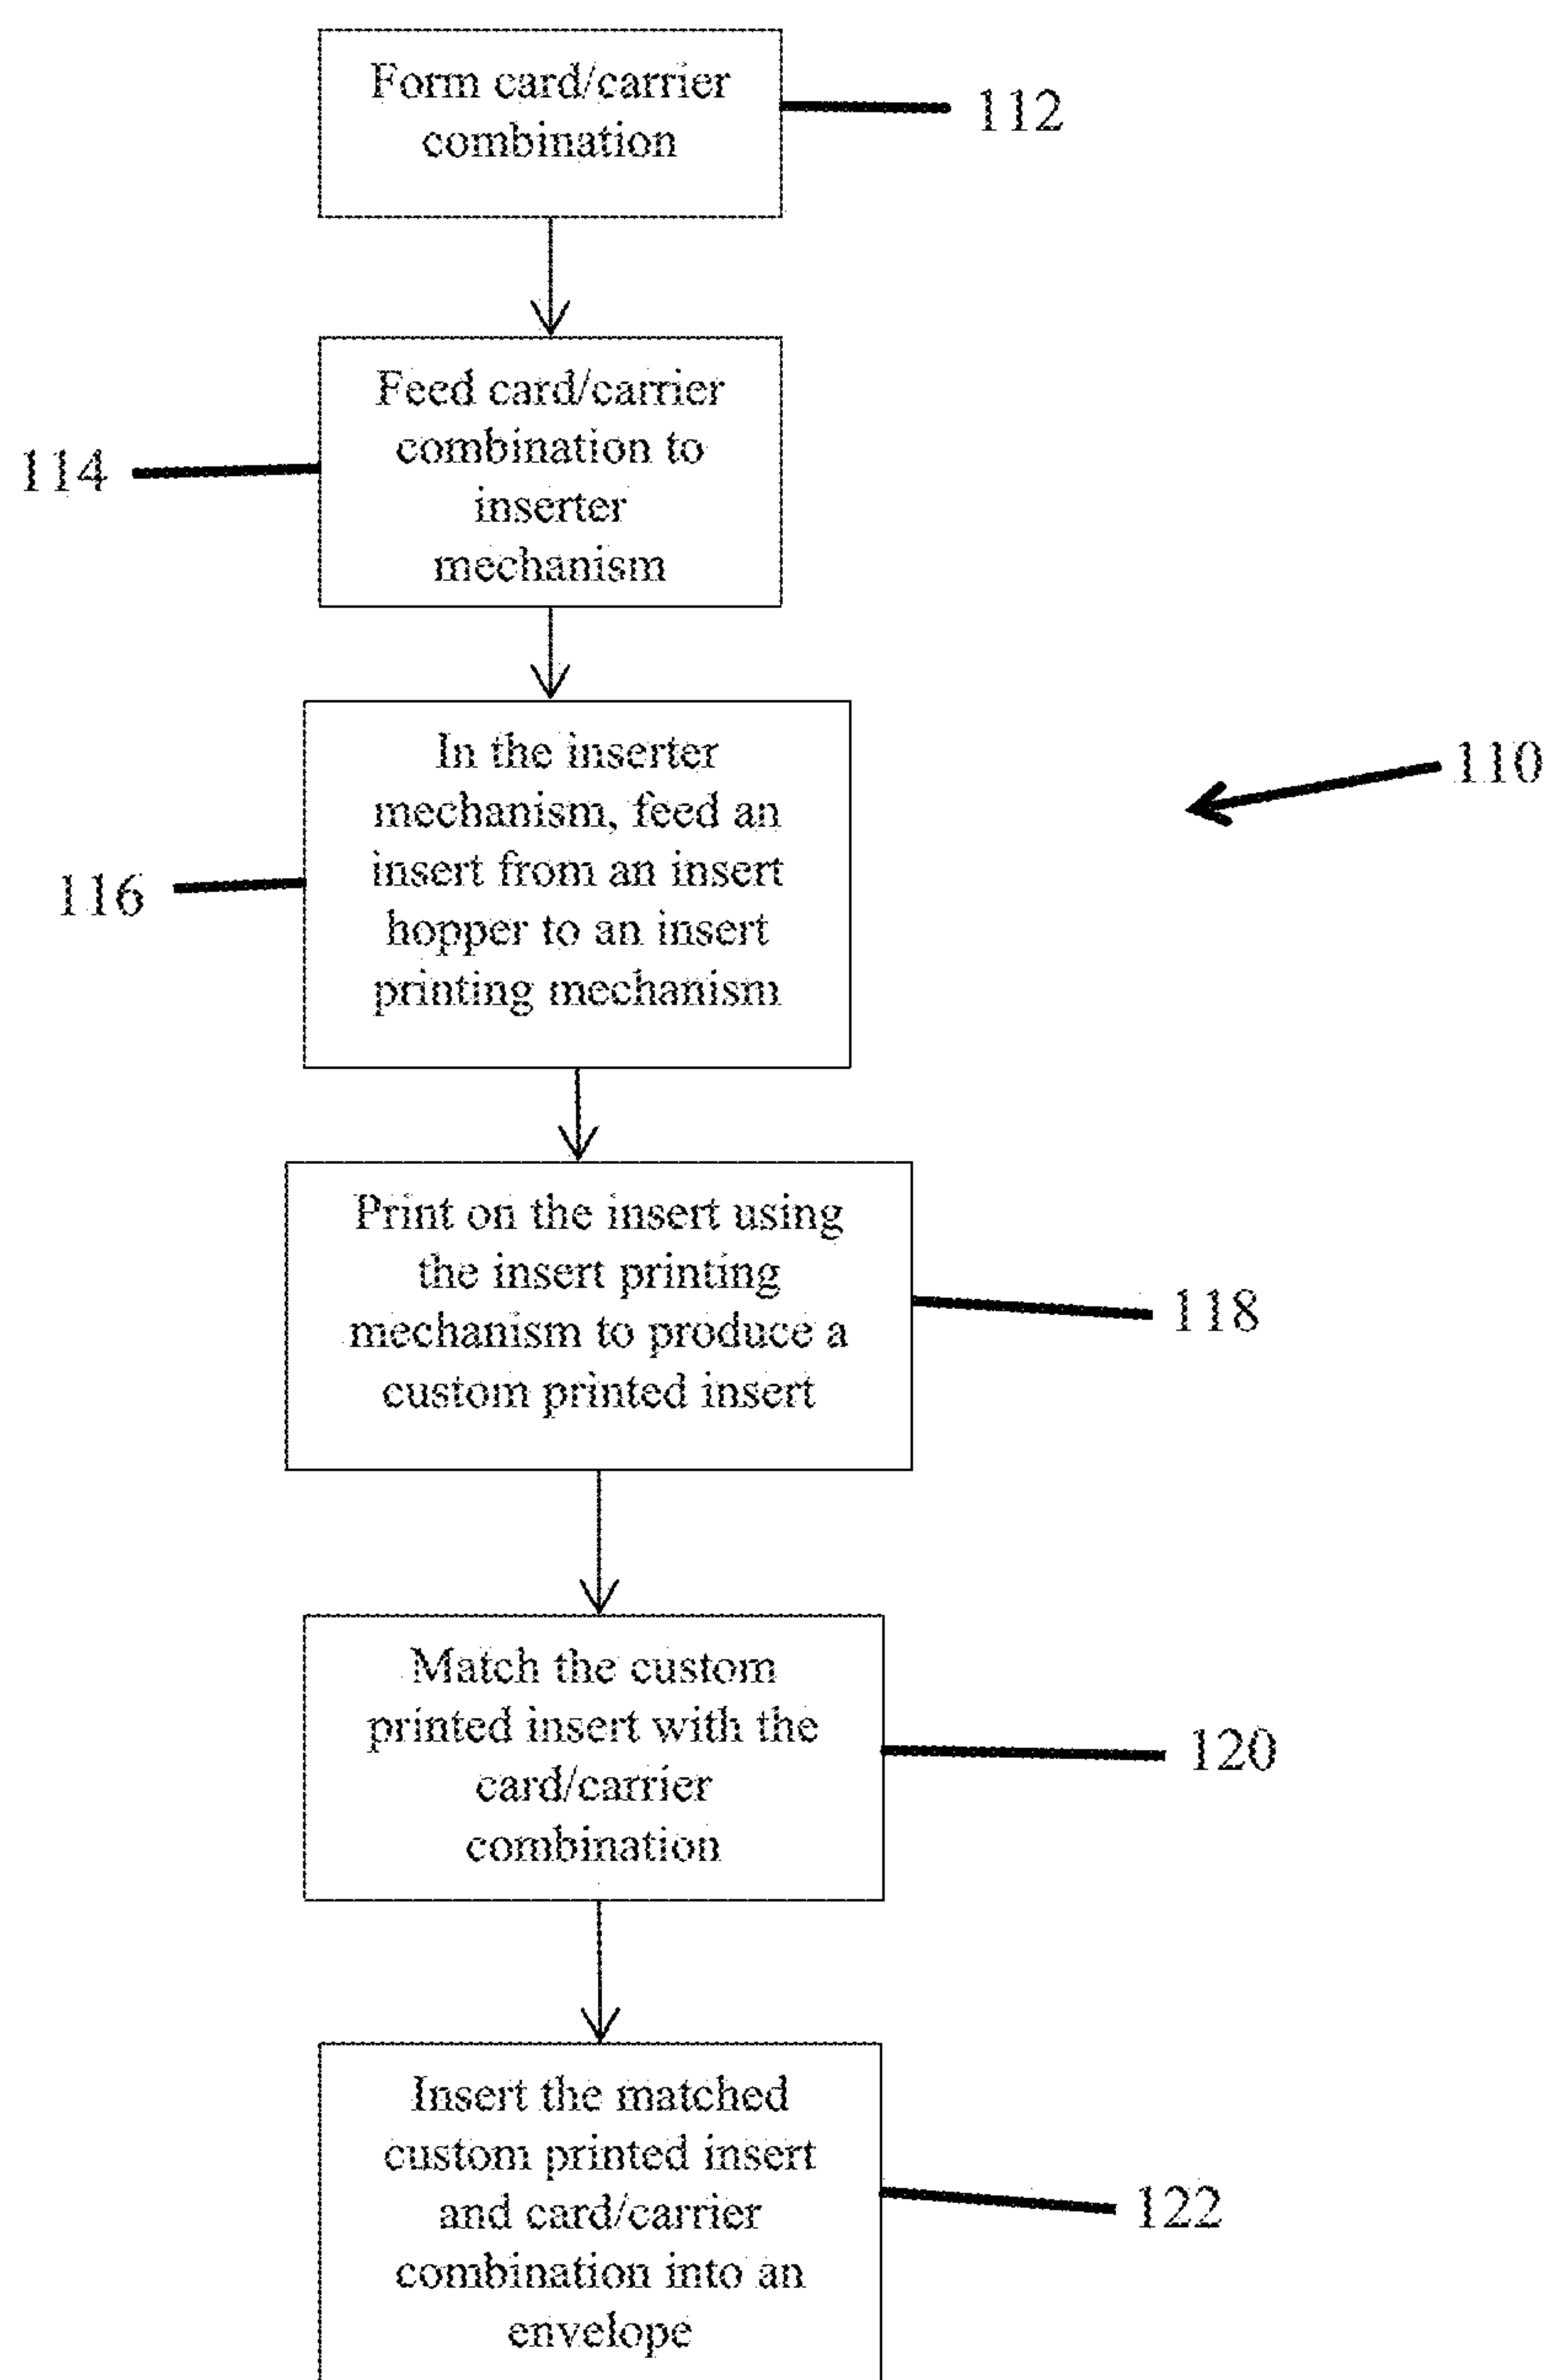 Form card/carrier
combination
112
Feed card/carrier
combination to
inserter
mechanism
114
In the inserter
mechanism, feed an
insert from an insert
hopper to an insert
printing mechanism
110
116
Print on the insert using
the insert printing
mechanism to produce a
custom printed insert
118
Match the custom
printed insert with the
card/carrier
combination
120
Insert the matched
custom printed insert
and card/carrier
combination into an
envelope
122